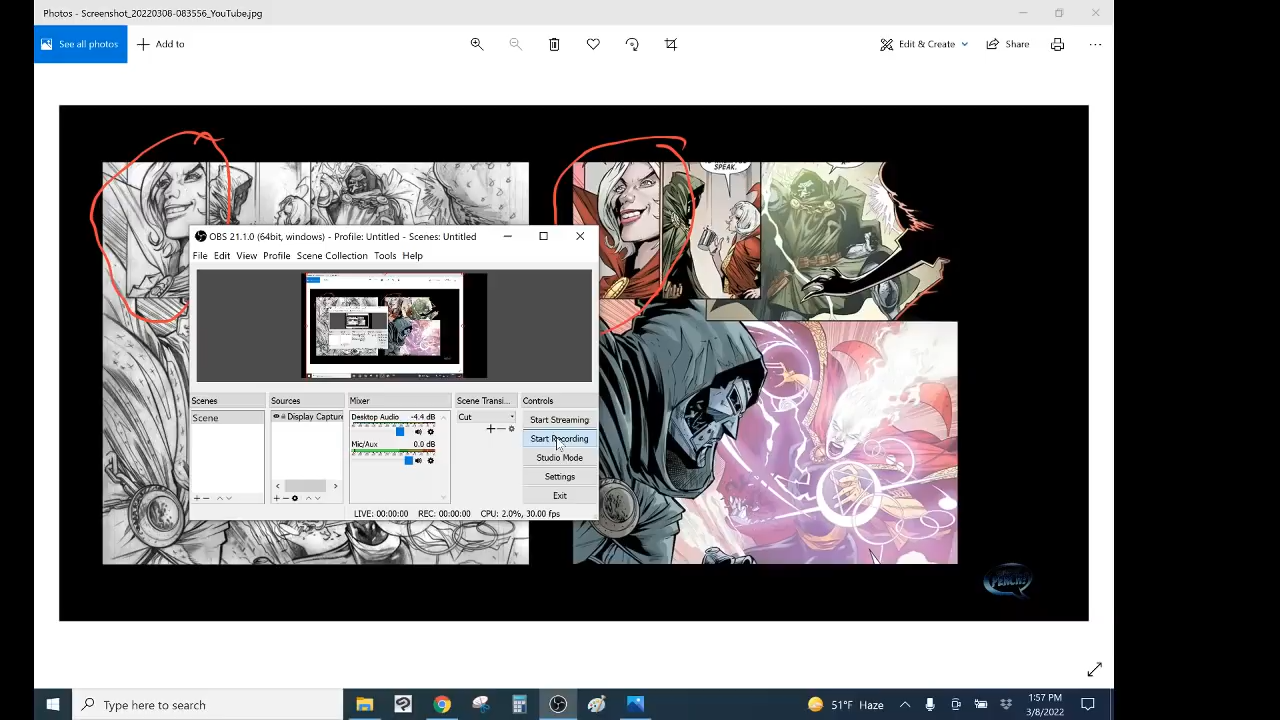 Photos - Screenshot_20220308-083556_YouTube.jpg
See all photos
Add to
Edit & Create
Share
SPEAK.
OBS 21.1.0 (64bit, windows) - Profile: Untitled - Scenes: Untitled
File Edit View Profile Scene Collection Tools Help
Scenes
Sources
Mixer
Scene Transi...
Controls
Scene
Display Capture
Desktop Audio -4.4 dB
Mic/Aux 0.0 dB
Cut
Start Streaming
Start Recording
Studio Mode
Settings
Exit
LIVE: 00:00:00 REC: 00:00:00 CPU: 2.0%, 30.00 fps
Type here to search
51°F Haze
1:57 PM
3/8/2022